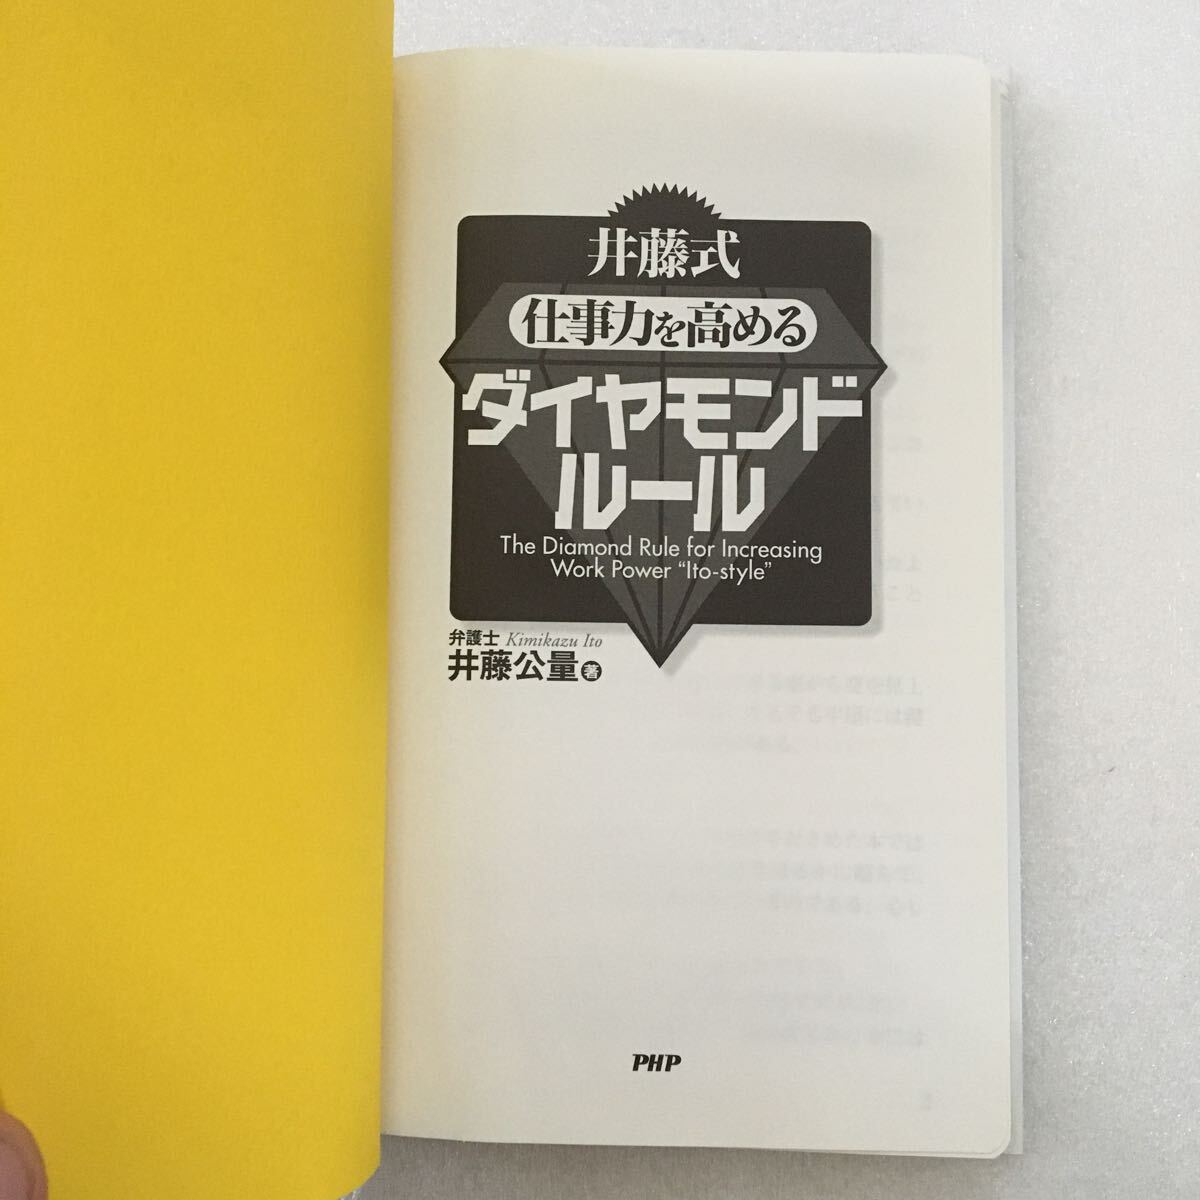 井藤式
仕事力を高める
ダイヤモンド
ルール
The Diamond Rule for Increasing
Work Power “Ito-style”
弁護士 Kimikazu Ito
井藤公量 著
PHP